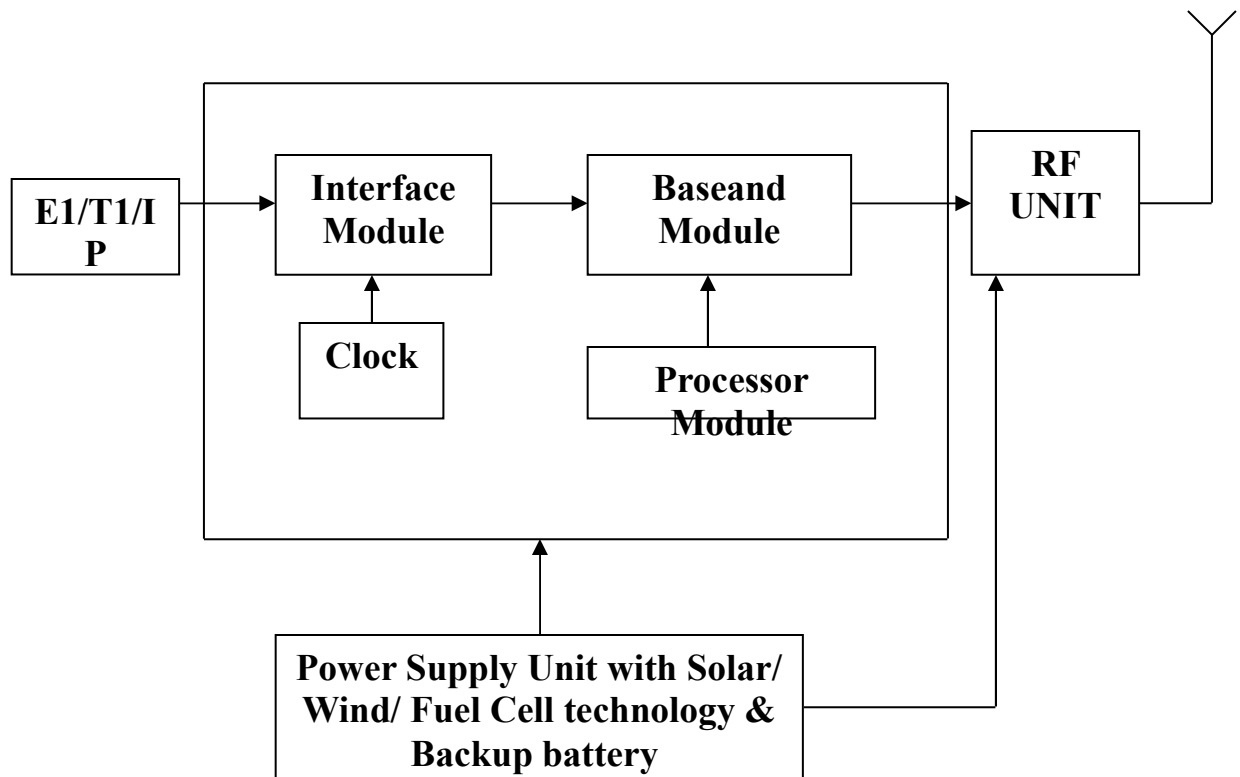 E1/T1/I
P
Interface
Module
Baseand
Module
RF
UNIT
Clock
Processor
Module
Power Supply Unit with Solar/
Wind/ Fuel Cell technology &
Backup battery